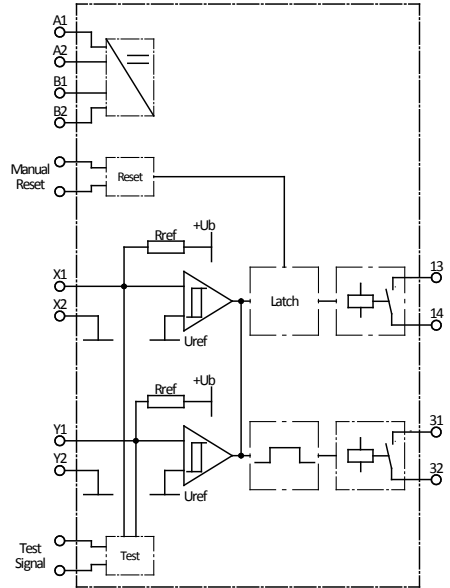 A1
A2
B1
B2
Manual
Reset
Reset
+Ub
Rref
X1
X2
Uref
Latch
13
14
+Ub
Rref
Y1
Y2
Uref
31
32
Test
Signal
Test